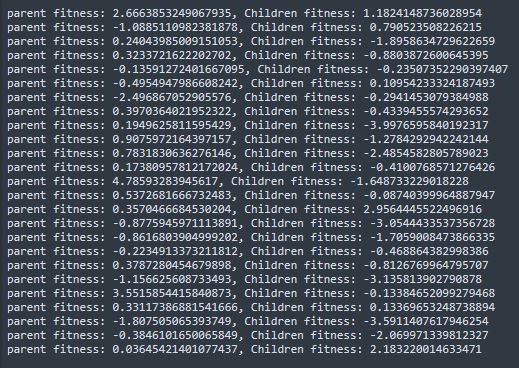 parent fitness: 2.6663853249067935, Children fitness: 1.1824148736028954
parent fitness: -1.0885110982381878, Children fitness: 0.790523508226215
parent fitness: 0.24043985009151053, Children fitness: -1.8958634729622659
parent fitness: 0.3233721622202702, Children fitness: -0.8803872600645395
parent fitness: -0.13591272401667095, Children fitness: -0.23507352290397407
parent fitness: -0.4954947986608242, Children fitness: 0.10954233324187493
parent fitness: -2.496867052905576, Children fitness: -0.2941453079384988
parent fitness: 0.3970364021952322, Children fitness: -0.4339455574293652
parent fitness: 0.1949625811595429, Children fitness: -3.9976595840192317
parent fitness: 0.9075972164397157, Children fitness: -1.2784292942242144
parent fitness: 0.7831830636276146, Children fitness: -2.4854582805789023
parent fitness: 0.17380957812172024, Children fitness: -0.4100768571276426
parent fitness: 4.78593283945617, Children fitness: -1.648733229018228
parent fitness: 0.5372681666732483, Children fitness: -0.08740399964887947
parent fitness: 0.3570466684530204, Children fitness: 2.9564445522496916
parent fitness: -0.8775945971113891, Children fitness: -3.0544433537356728
parent fitness: -0.8616803904999202, Children fitness: -1.7059008473866335
parent fitness: -0.2234913373211812, Children fitness: -0.468864382998386
parent fitness: 0.3787280454679898, Children fitness: -0.8126769964795707
parent fitness: -1.156625608733493, Children fitness: -3.135813902790878
parent fitness: 3.5515854415840873, Children fitness: -0.13384652099279468
parent fitness: 0.33117386881541666, Children fitness: 0.13369653248738894
parent fitness: -1.807505065393749, Children fitness: -3.5911407617946254
parent fitness: -0.3846101650065849, Children fitness: -2.069971339812327
parent fitness: 0.03645421401077437, Children fitness: 2.183220014633471